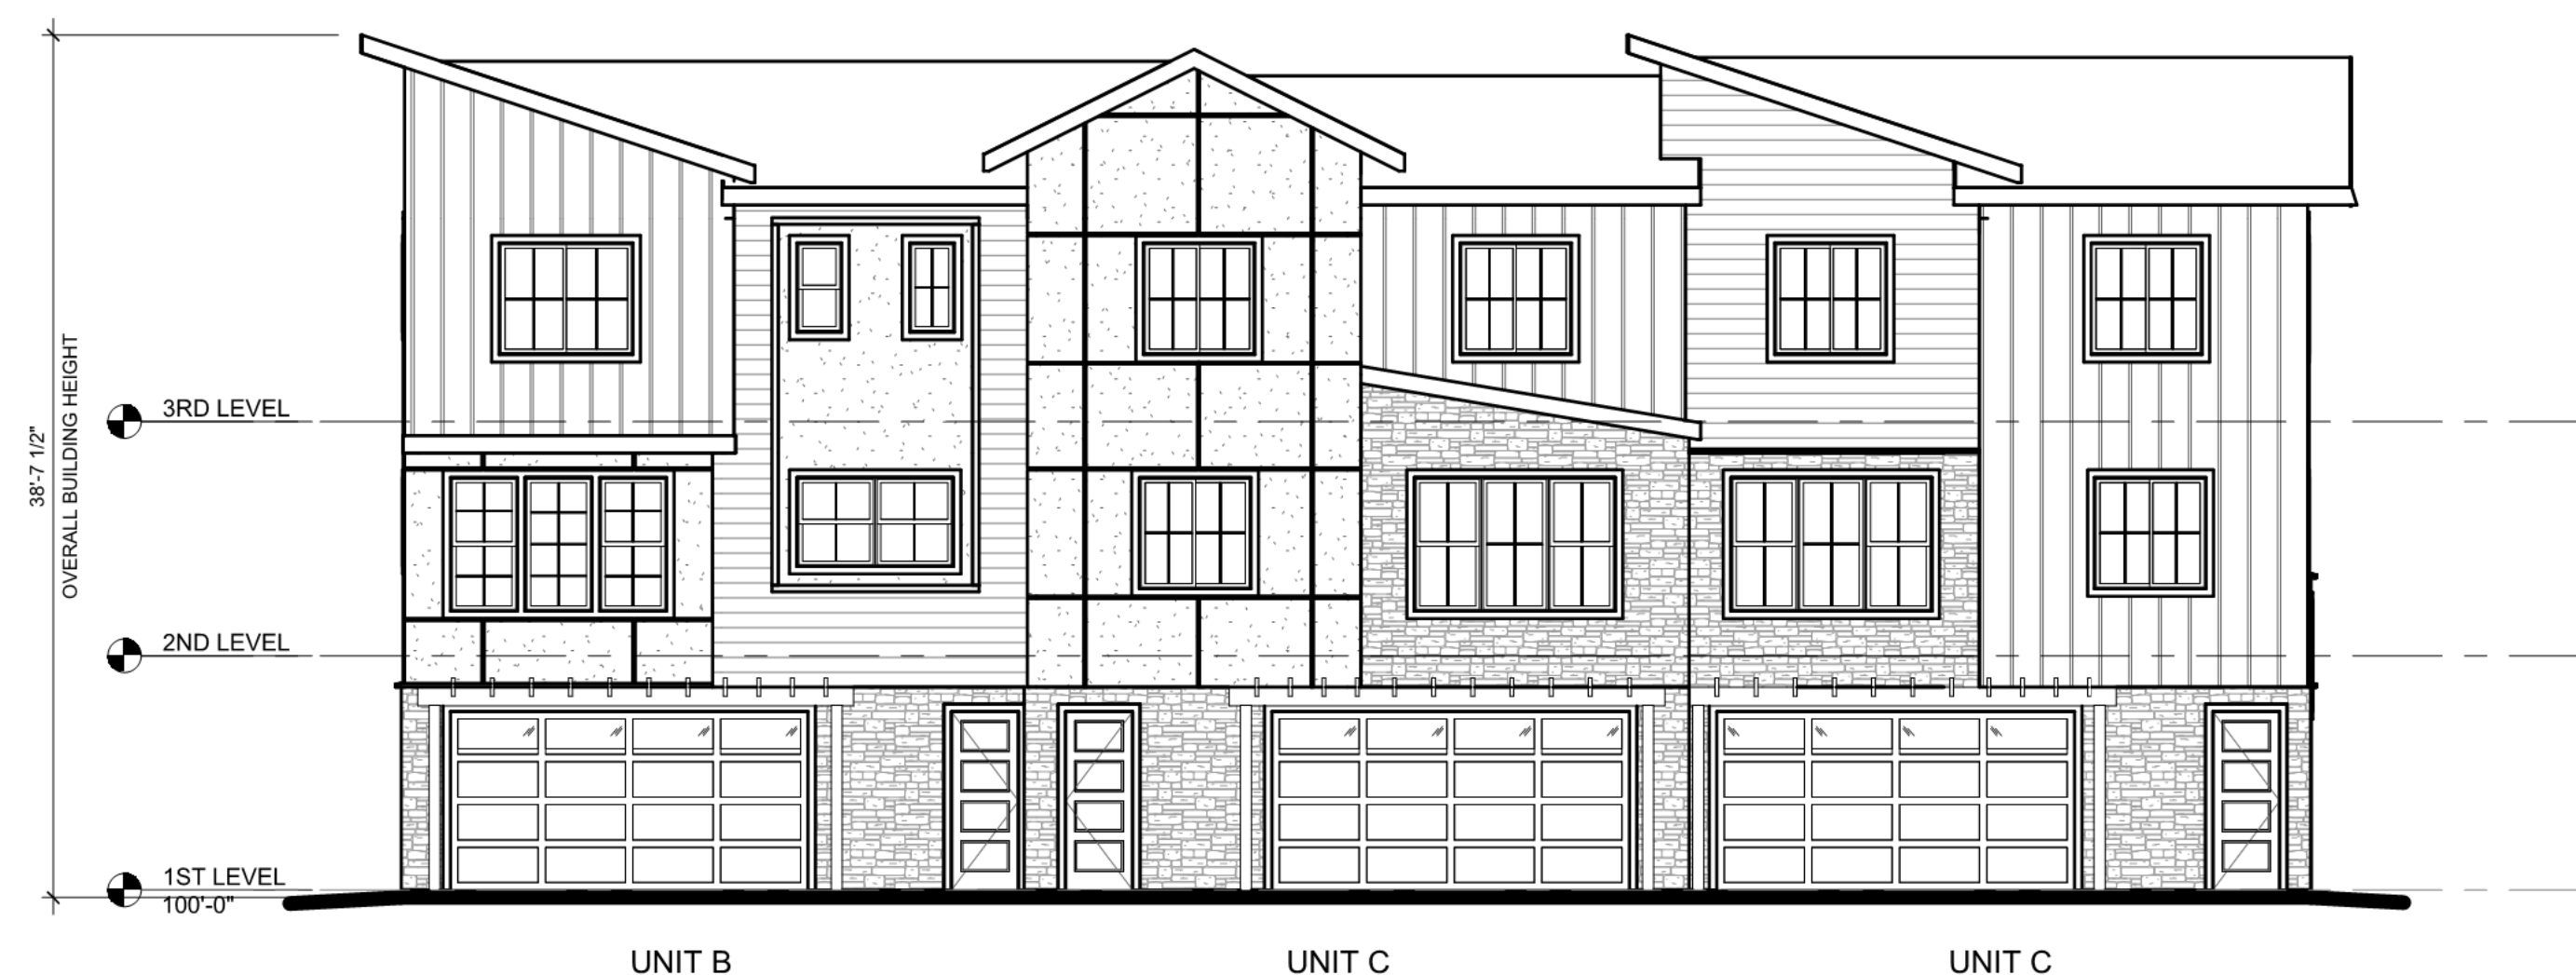 38'-7 1/2"
OVERALL BUILDING HEIGHT
3RD LEVEL
2ND LEVEL
1ST LEVEL
100'-0"
UNIT B
UNIT C
UNIT C